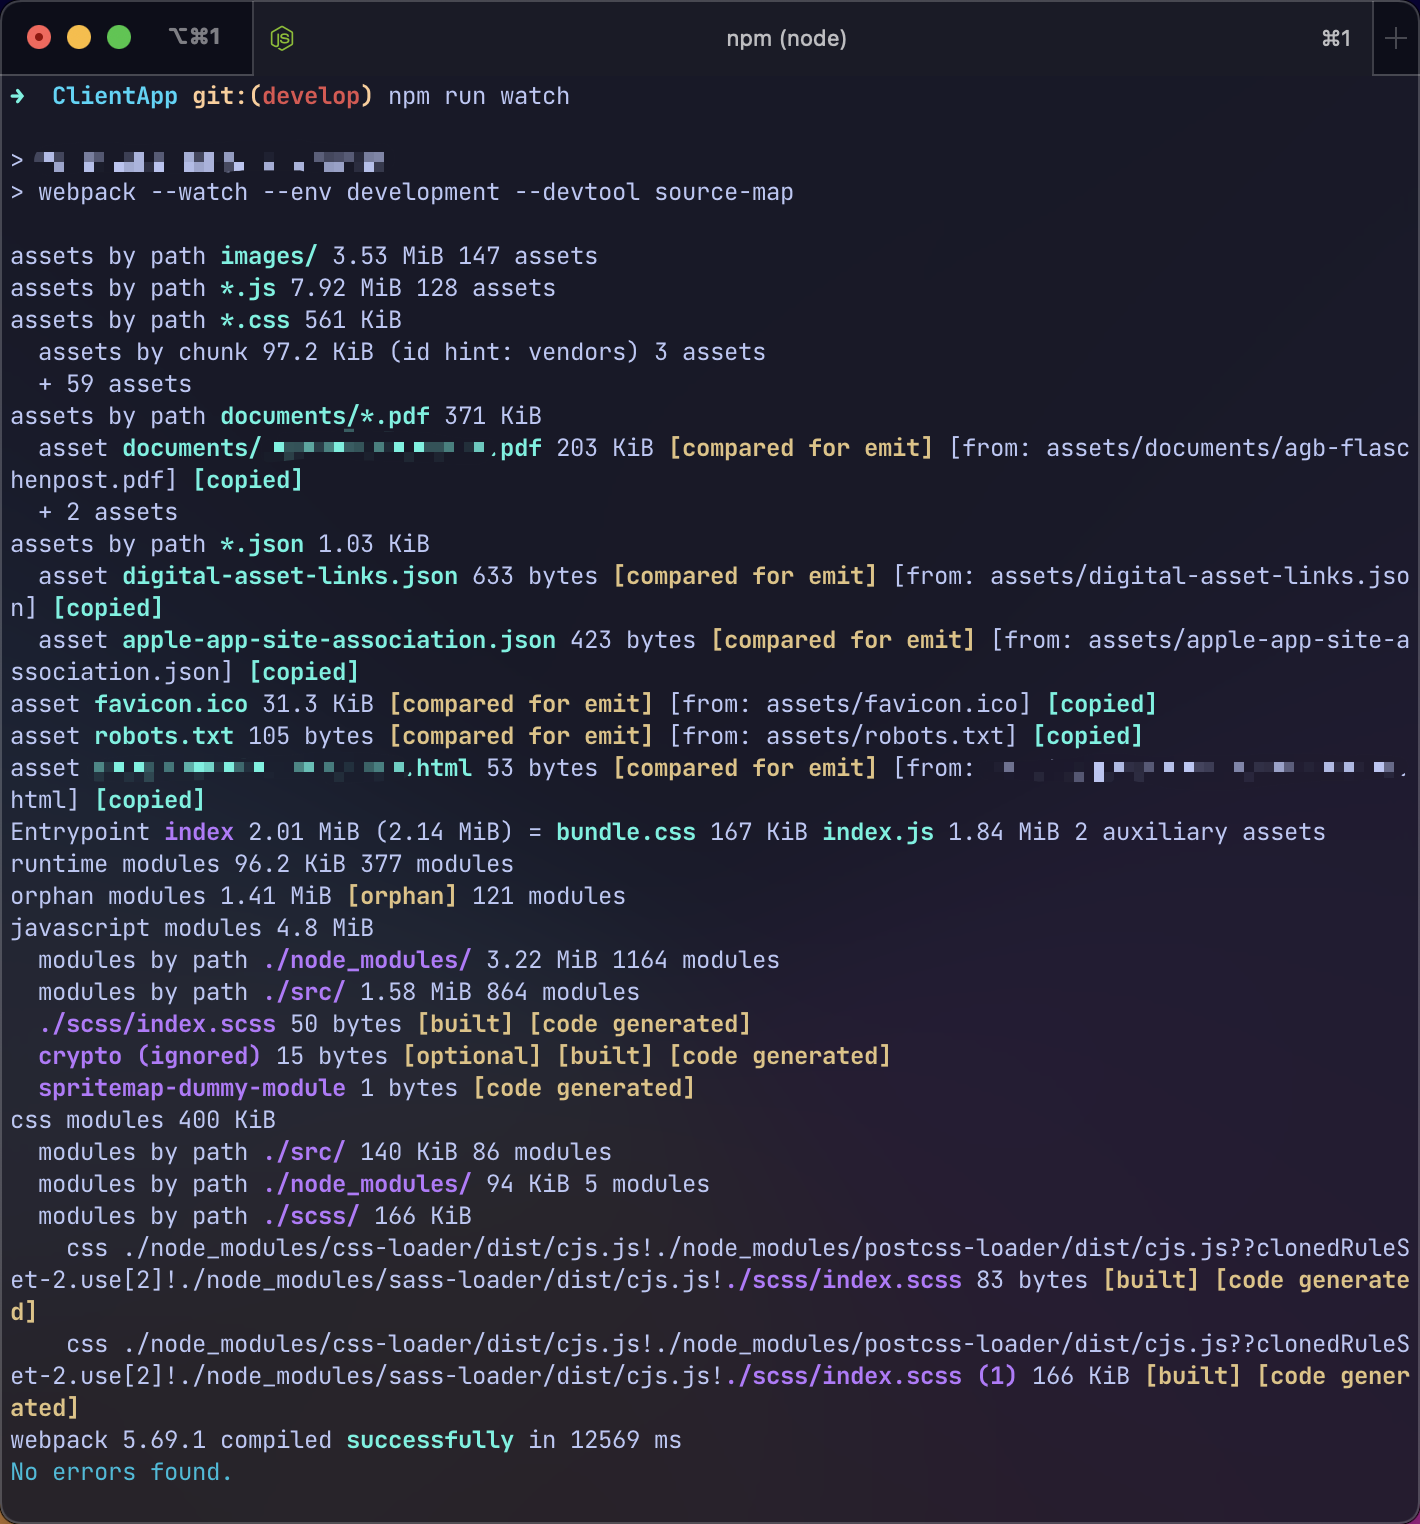 ⌥⌘1 npm (node) ⌘1
➜ ClientApp git:(develop) npm run watch
>
> webpack --watch --env development --devtool source-map
assets by path images/ 3.53 MiB 147 assets
assets by path *.js 7.92 MiB 128 assets
assets by path *.css 561 KiB
  assets by chunk 97.2 KiB (id hint: vendors) 3 assets
  + 59 assets
assets by path documents/*.pdf 371 KiB
  asset documents/ .pdf 203 KiB [compared for emit] [from: assets/documents/agb-flasc
henpost.pdf] [copied]
  + 2 assets
assets by path *.json 1.03 KiB
  asset digital-asset-links.json 633 bytes [compared for emit] [from: assets/digital-asset-links.jso
n] [copied]
  asset apple-app-site-association.json 423 bytes [compared for emit] [from: assets/apple-app-site-a
ssociation.json] [copied]
asset favicon.ico 31.3 KiB [compared for emit] [from: assets/favicon.ico] [copied]
asset robots.txt 105 bytes [compared for emit] [from: assets/robots.txt] [copied]
asset .html 53 bytes [compared for emit] [from: .
html] [copied]
Entrypoint index 2.01 MiB (2.14 MiB) = bundle.css 167 KiB index.js 1.84 MiB 2 auxiliary assets
runtime modules 96.2 KiB 377 modules
orphan modules 1.41 MiB [orphan] 121 modules
javascript modules 4.8 MiB
  modules by path ./node_modules/ 3.22 MiB 1164 modules
  modules by path ./src/ 1.58 MiB 864 modules
  ./scss/index.scss 50 bytes [built] [code generated]
  crypto (ignored) 15 bytes [optional] [built] [code generated]
  spritemap-dummy-module 1 bytes [code generated]
css modules 400 KiB
  modules by path ./src/ 140 KiB 86 modules
  modules by path ./node_modules/ 94 KiB 5 modules
  modules by path ./scss/ 166 KiB
    css ./node_modules/css-loader/dist/cjs.js!./node_modules/postcss-loader/dist/cjs.js??clonedRuleS
et-2.use[2]!./node_modules/sass-loader/dist/cjs.js!./scss/index.scss 83 bytes [built] [code generate
d]
    css ./node_modules/css-loader/dist/cjs.js!./node_modules/postcss-loader/dist/cjs.js??clonedRuleS
et-2.use[2]!./node_modules/sass-loader/dist/cjs.js!./scss/index.scss (1) 166 KiB [built] [code gener
ated]
webpack 5.69.1 compiled successfully in 12569 ms
No errors found.